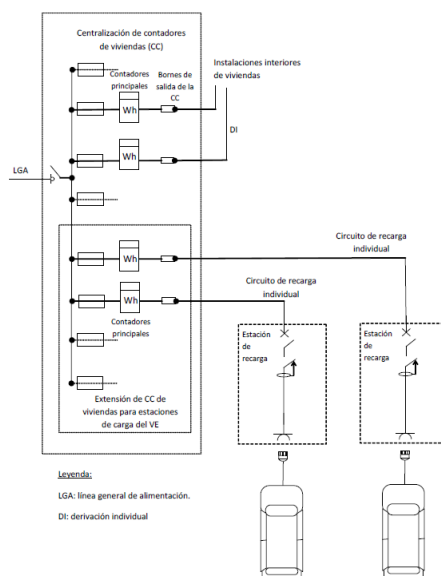 Centralización de contadores
de viviendas (CC)
Contadores
principales
Bornes de
salida de la
CC
Instalaciones interiores
de viviendas
Wh
DI
Wh
LGA
Circuito de recarga
individual
Wh
Circuito de recarga
individual
Wh
Contadores
principales
Estación
de
recarga
Estación
de
recarga
Extensión de CC de
viviendas para estaciones
de carga del VE
Leyenda:
LGA: línea general de alimentación.
DI: derivación individual